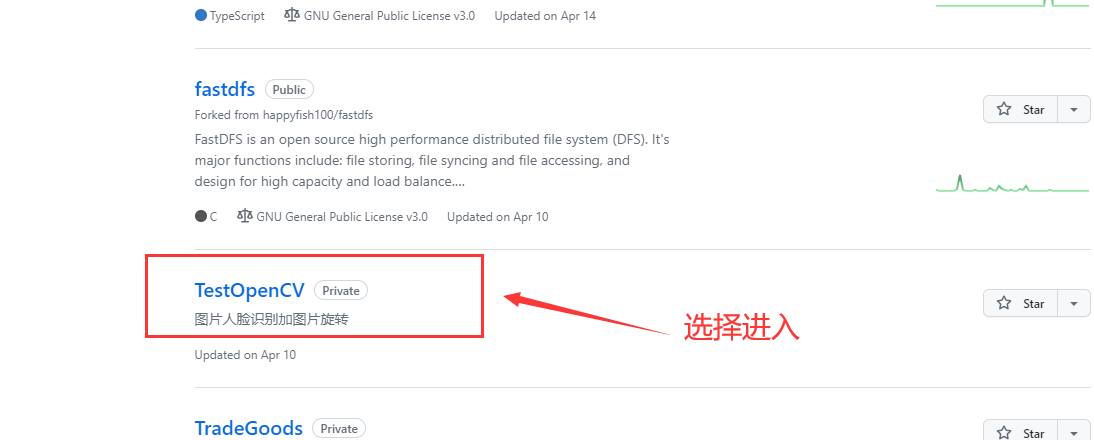 TypeScript GNU General Public License v3.0 Updated on Apr 14
fastdfs Public
Star
Forked from happyfish100/fastdfs
FastDFS is an open source high performance distributed file system (DFS). It's
major functions include: file storing, file syncing and file accessing, and
design for high capacity and load balance....
C GNU General Public License v3.0 Updated on Apr 10
TestOpenCV Private
Star
图片人脸识别加图片旋转
选择进入
Updated on Apr 10
TradeGoods Private
Star